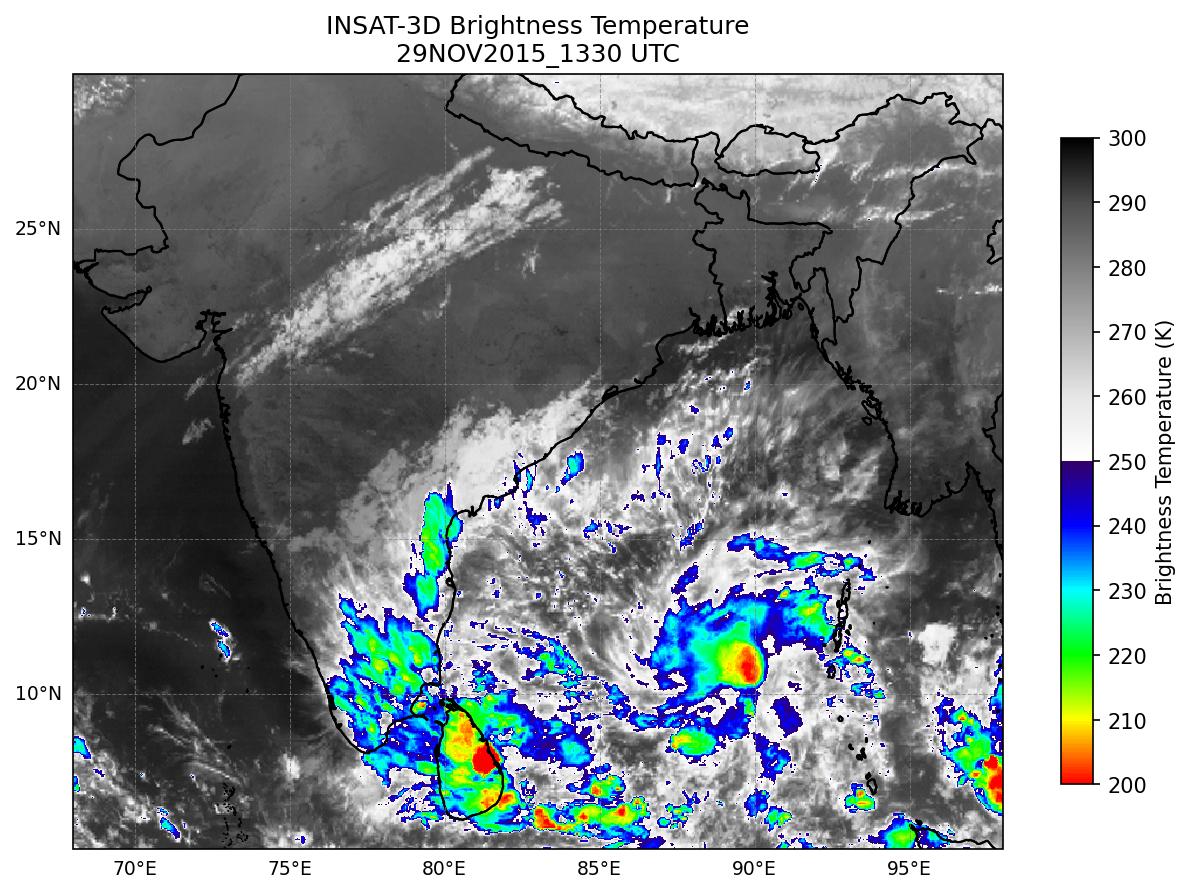 INSAT-3D Brightness Temperature
29NOV2015_1330 UTC
25°N
20°N
15°N
10°N
70°E
75°E
80°E
85°E
90°E
95°E
300
290
280
270
260
250
240
230
220
210
200
Brightness Temperature (K)